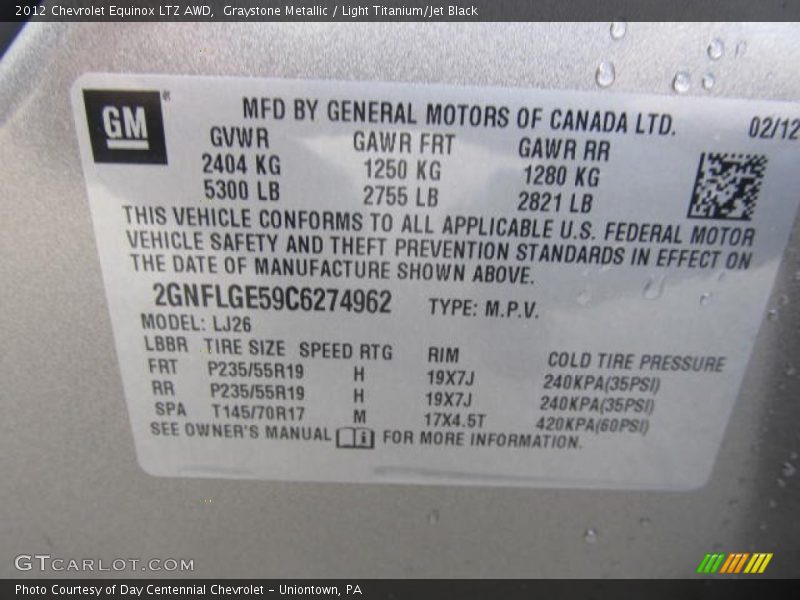 2012 Chevrolet Equinox LTZ AWD, Graystone Metallic / Light Titanium/Jet Black
GM
MFD BY GENERAL MOTORS OF CANADA LTD. 02/12
GVWR GAWR FRT GAWR RR
2404 KG 1250 KG 1280 KG
5300 LB 2755 LB 2821 LB
THIS VEHICLE CONFORMS TO ALL APPLICABLE U.S. FEDERAL MOTOR
VEHICLE SAFETY AND THEFT PREVENTION STANDARDS IN EFFECT ON
THE DATE OF MANUFACTURE SHOWN ABOVE.
2GNFLGE59C6274962 TYPE: M.P.V.
MODEL: LJ26
LBBR TIRE SIZE SPEED RTG RIM COLD TIRE PRESSURE
FRT P235/55R19 H 19X7J 240KPA(35PSI)
RR P235/55R19 H 19X7J 240KPA(35PSI)
SPA T145/70R17 M 17X4.5T 420KPA(60PSI)
SEE OWNER'S MANUAL i FOR MORE INFORMATION.
GTCARLOT.COM
Photo Courtesy of Day Centennial Chevrolet - Uniontown, PA